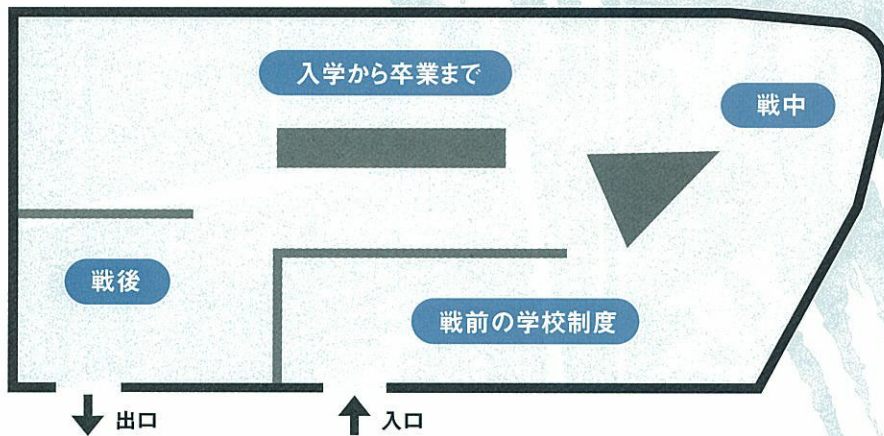 入学から卒業まで
戦中
戦後
戦前の学校制度
出口
入口